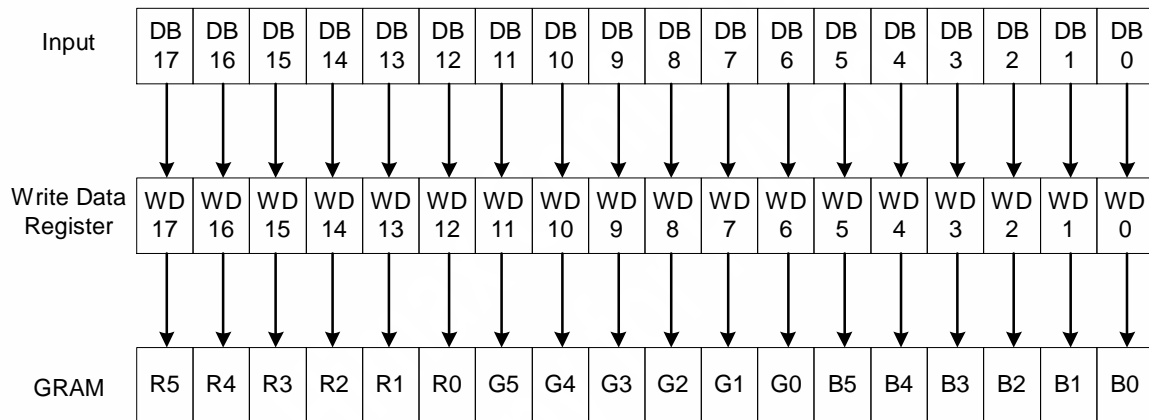 Input DB DB DB DB DB DB DB DB DB DB DB DB DB DB DB DB DB DB
17 16 15 14 13 12 11 10 9 8 7 6 5 4 3 2 1 0
Write Data WD WD WD WD WD WD WD WD WD WD WD WD WD WD WD WD WD WD
Register 17 16 15 14 13 12 11 10 9 8 7 6 5 4 3 2 1 0
GRAM R5 R4 R3 R2 R1 R0 G5 G4 G3 G2 G1 G0 B5 B4 B3 B2 B1 B0